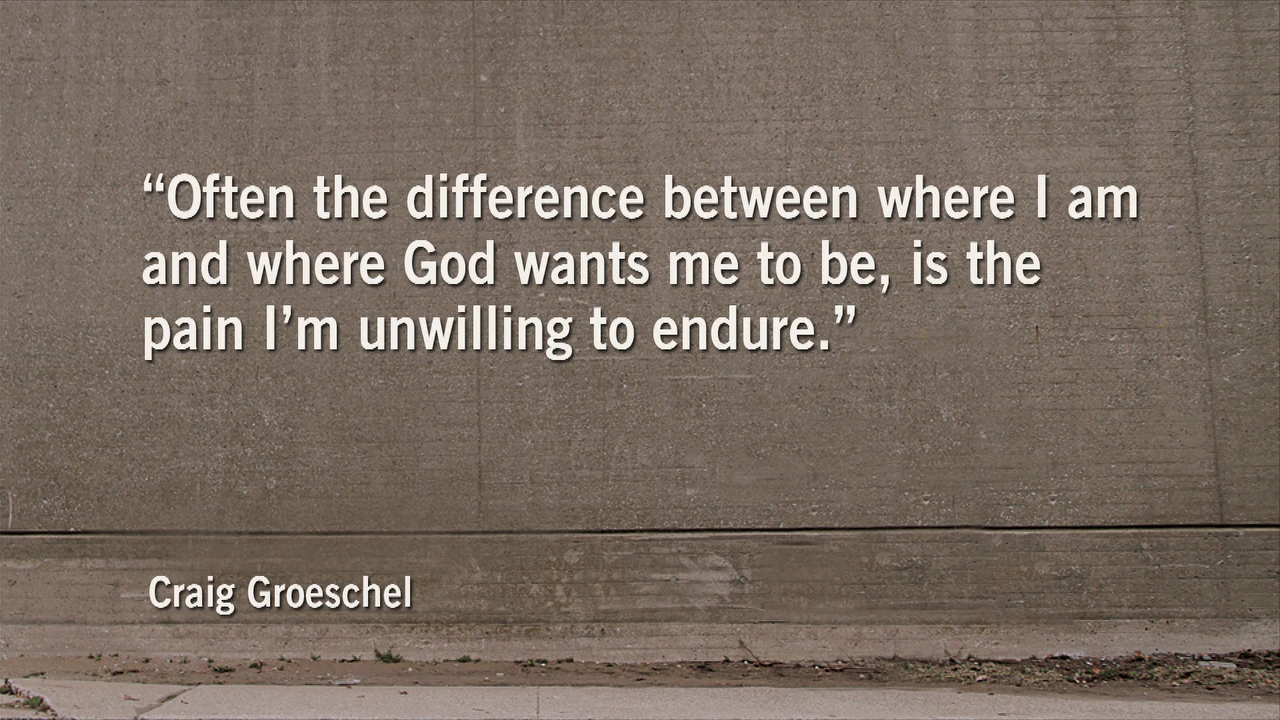 “Often the difference between where I am
and where God wants me to be, is the
pain I’m unwilling to endure.”
Craig Groeschel